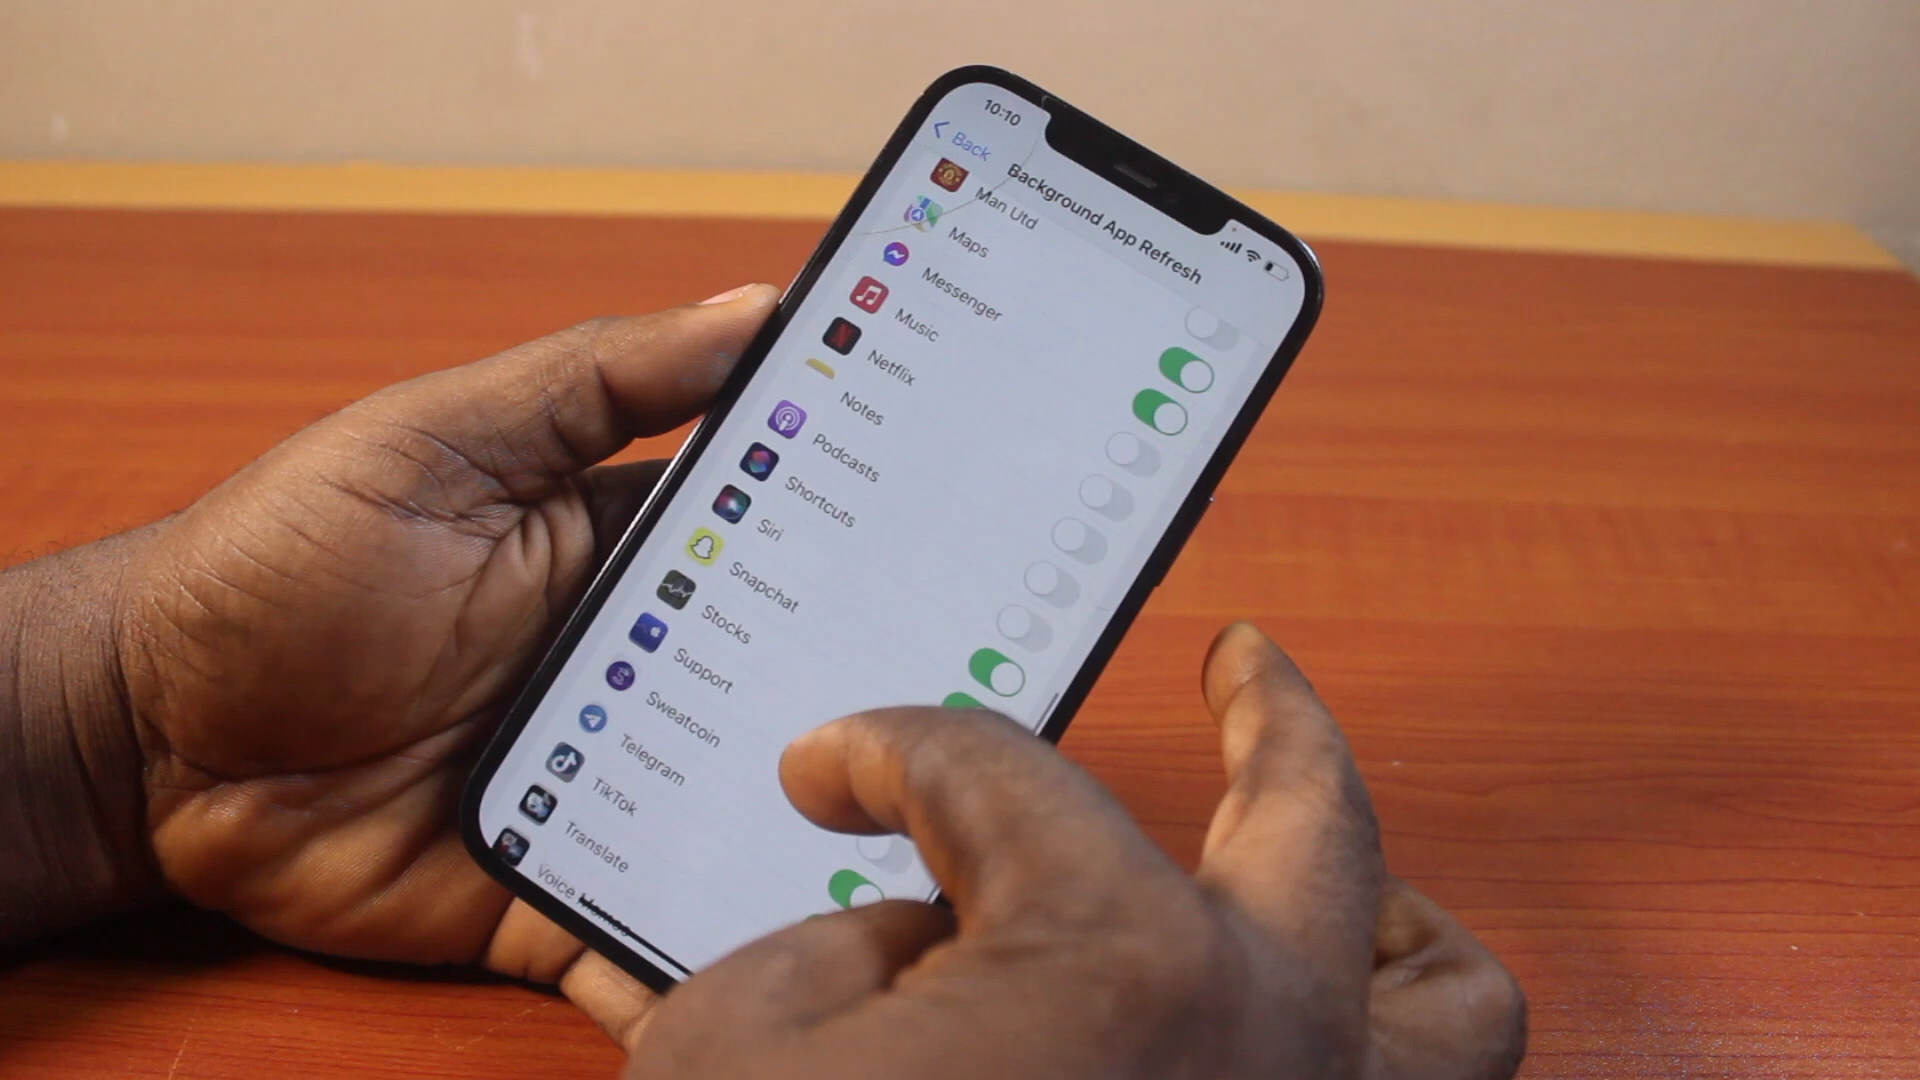 10:10
Back
Background App Refresh
Man Utd
Maps
Messenger
Music
Netflix
Notes
Podcasts
Shortcuts
Siri
Snapchat
Stocks
Support
Sweatcoin
Telegram
TikTok
Translate
Voice Memos